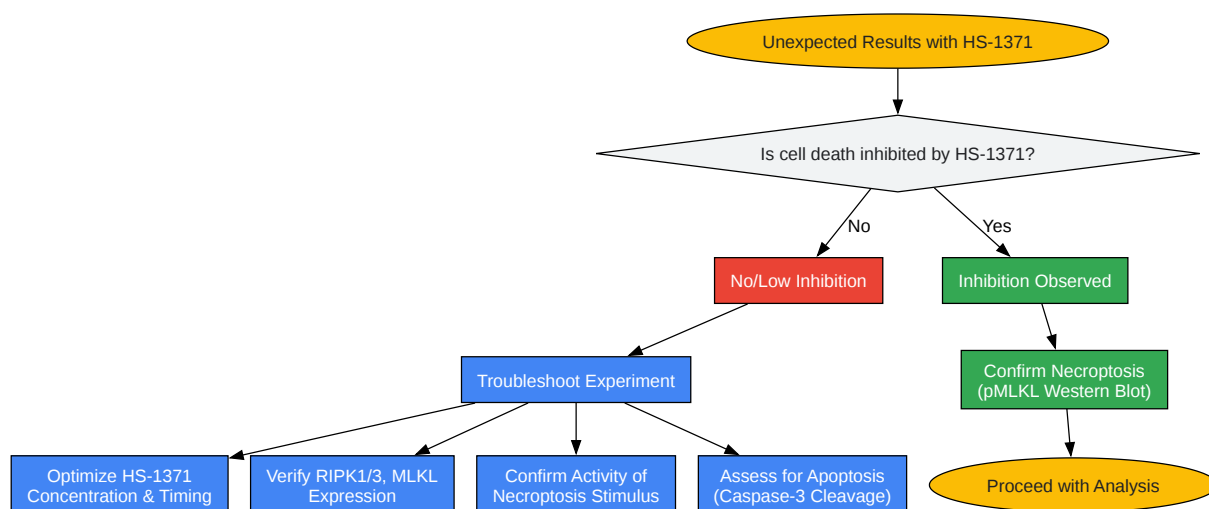 Unexpected Results with HS-1371
Is cell death inhibited by HS-1371?
No
Yes
No/Low Inhibition
Inhibition Observed
Troubleshoot Experiment
Confirm Necroptosis
(pMLKL Western Blot)
Optimize HS-1371
Concentration & Timing
Verify RIPK1/3, MLKL
Expression
Confirm Activity of
Necroptosis Stimulus
Assess for Apoptosis
(Caspase-3 Cleavage)
Proceed with Analysis